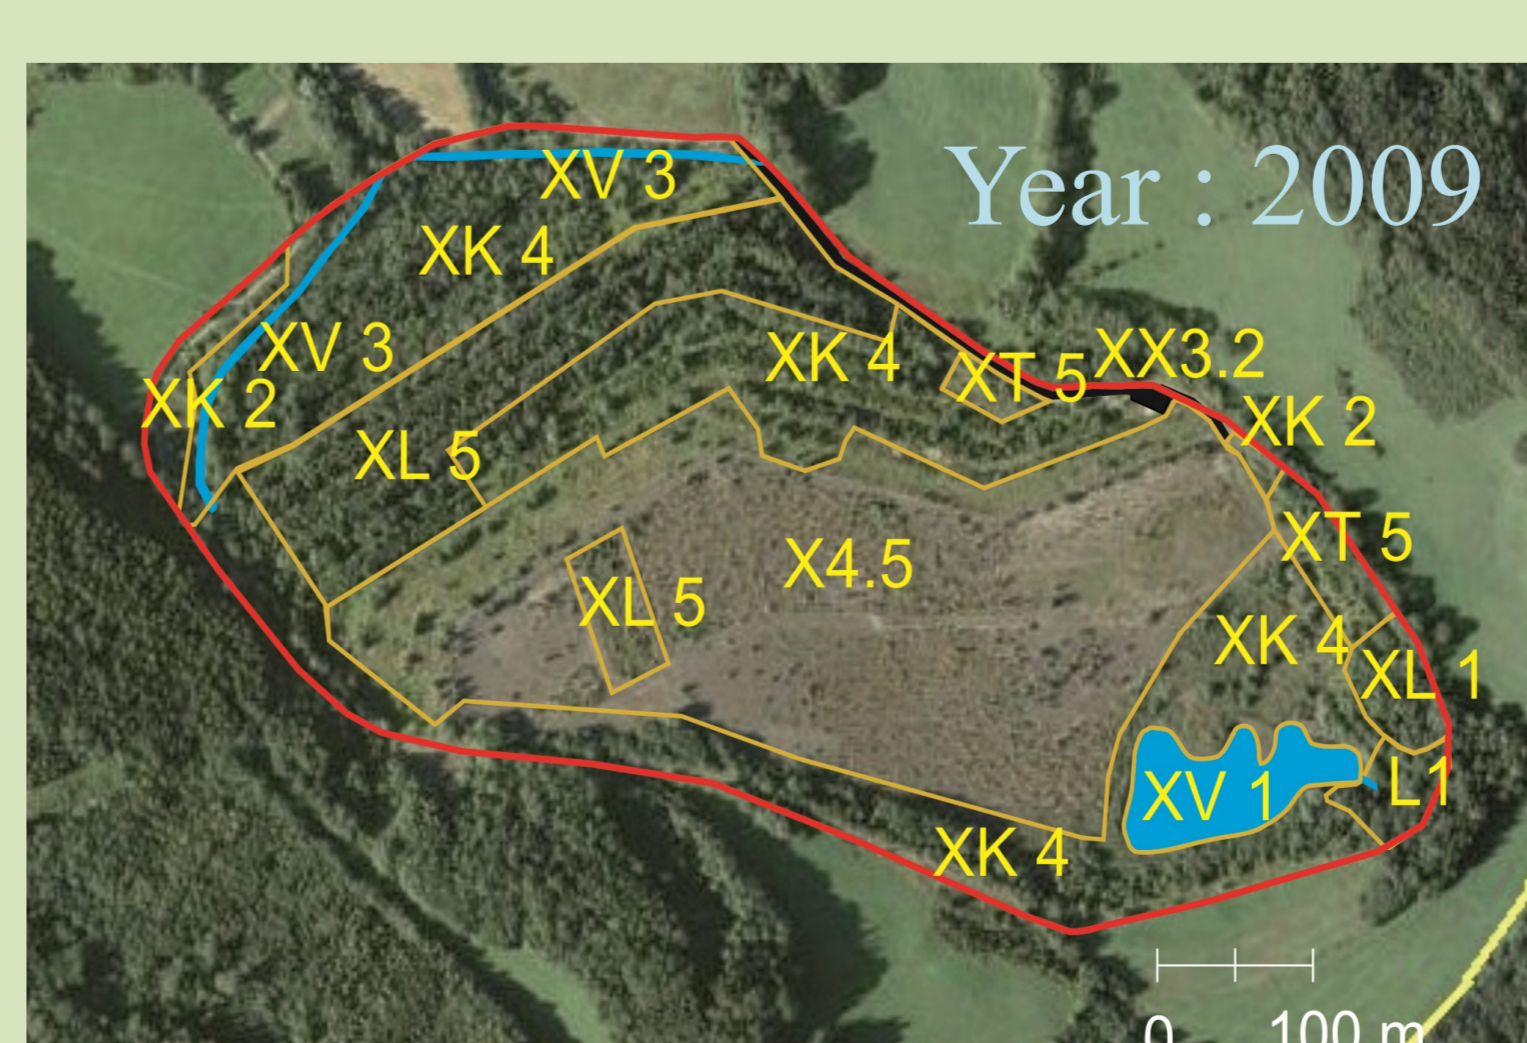 Year : 2009
XV 3
XK 4
XV 3
XK 2
XK 4
XT 5
XX3.2
XK 2
XL 5
XT 5
X4.5
XL 5
XK 4
XL 1
XV 1
L1
XK 4
0 100 m